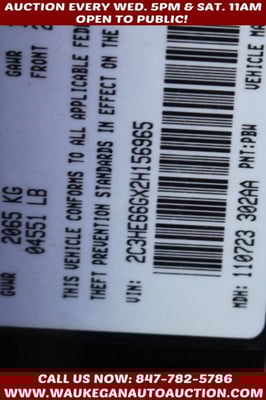 AUCTION EVERY WED. 5PM & SAT. 11AM
OPEN TO PUBLIC!
GAWR
FRONT
GVWR 2065 KG
04551 LB
THIS VEHICLE CONFORMS TO ALL APPLICABLE FED
THEFT PREVENTION STANDARDS IN EFFECT ON THE
VIN: 2C3HE66GX2H156965
VEHICLE
MDH: 110723 302AA PNT:PBW
CALL US NOW: 847-782-5786
WWW.WAUKEGANAUTOAUCTION.COM